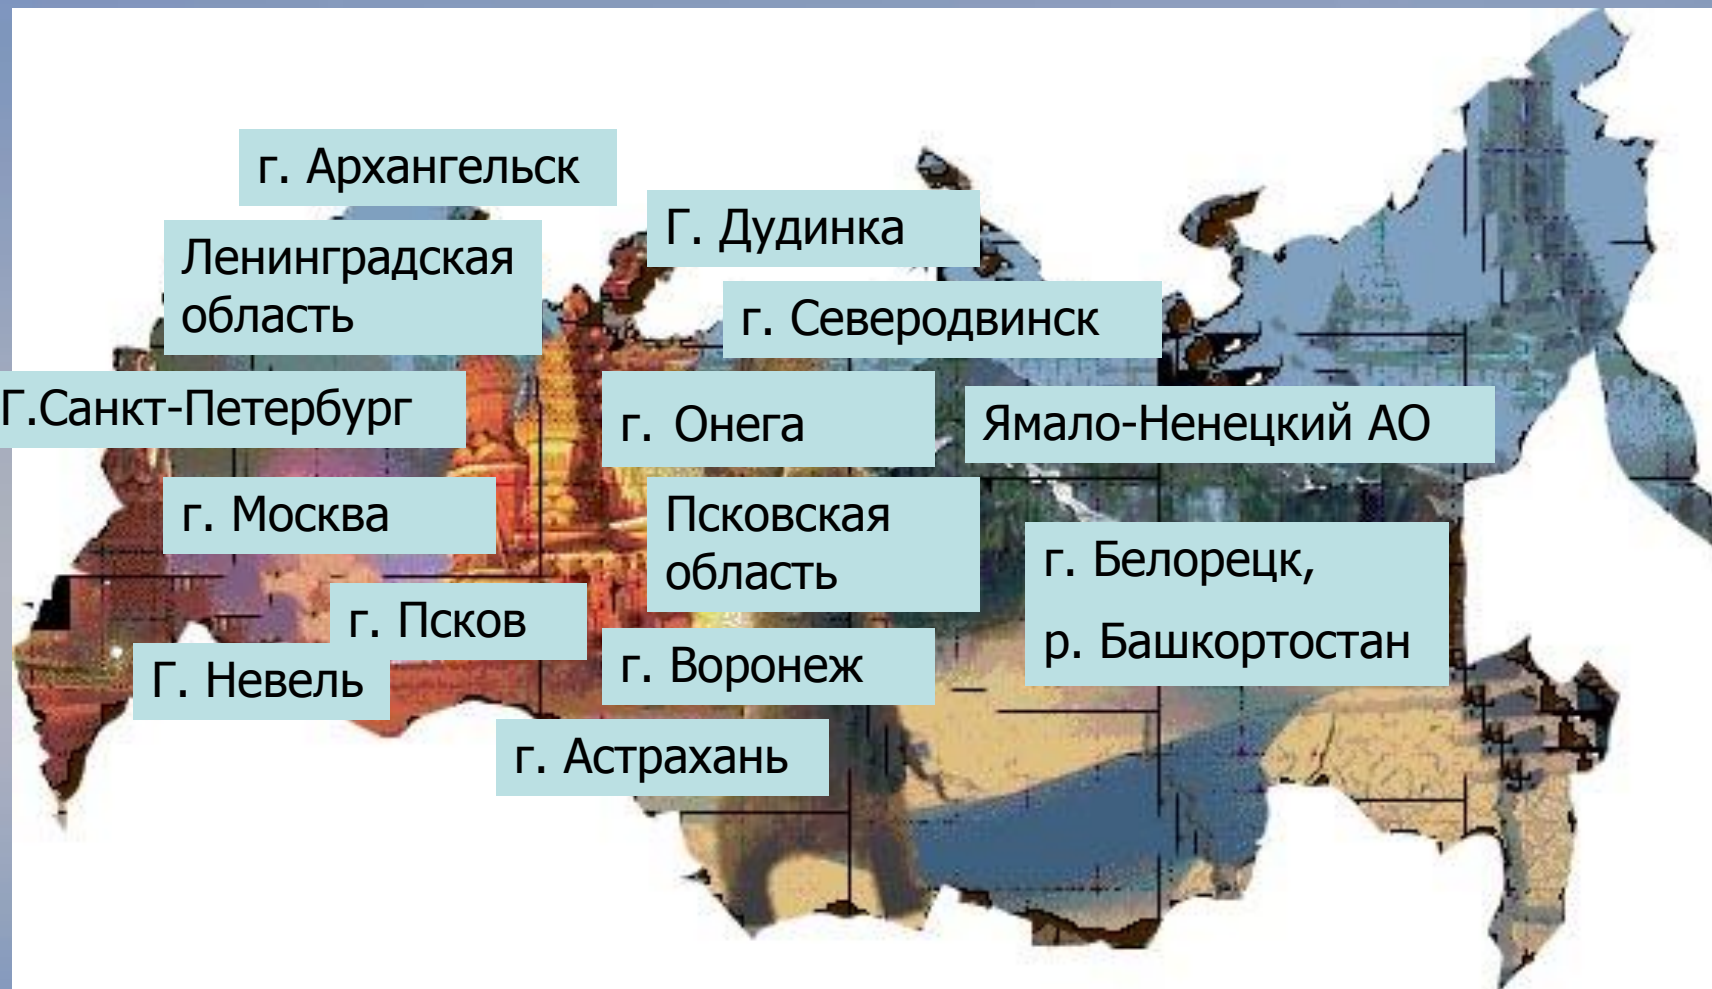 г. Архангельск
Г. Дудинка
Ленинградская
область
г. Северодвинск
Г.Санкт-Петербург
г. Онега
Ямало-Ненецкий АО
г. Москва
Псковская
область
г. Белорецк,
р. Башкортостан
г. Псков
Г. Невель
г. Воронеж
г. Астрахань